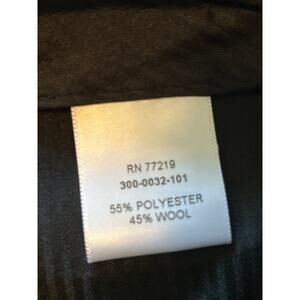 RN 77219
300-0032-101
55% POLYESTER
45% WOOL